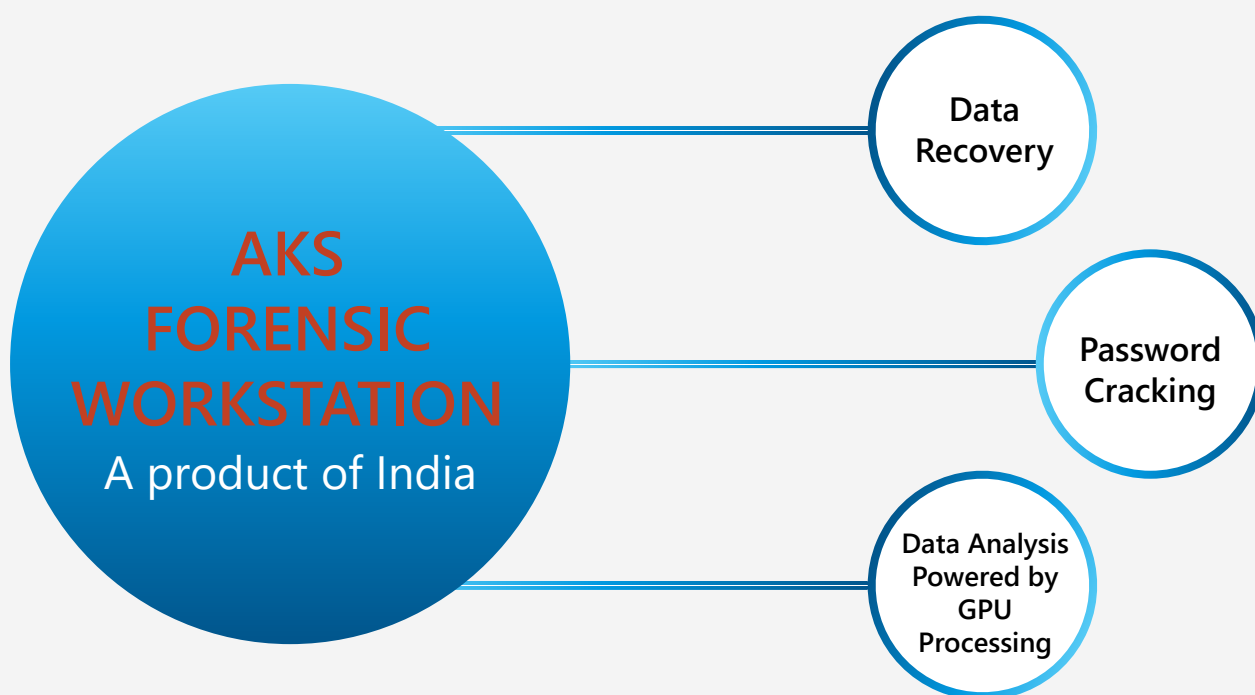 AKS
FORENSIC
WORKSTATION
A product of India
Data
Recovery
Password
Cracking
Data Analysis
Powered by
GPU
Processing